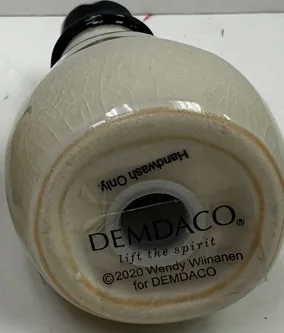 Handwash Only.
DEMDACO®
lift the spirit
©2020 Wendy Wiinanen
for DEMDACO